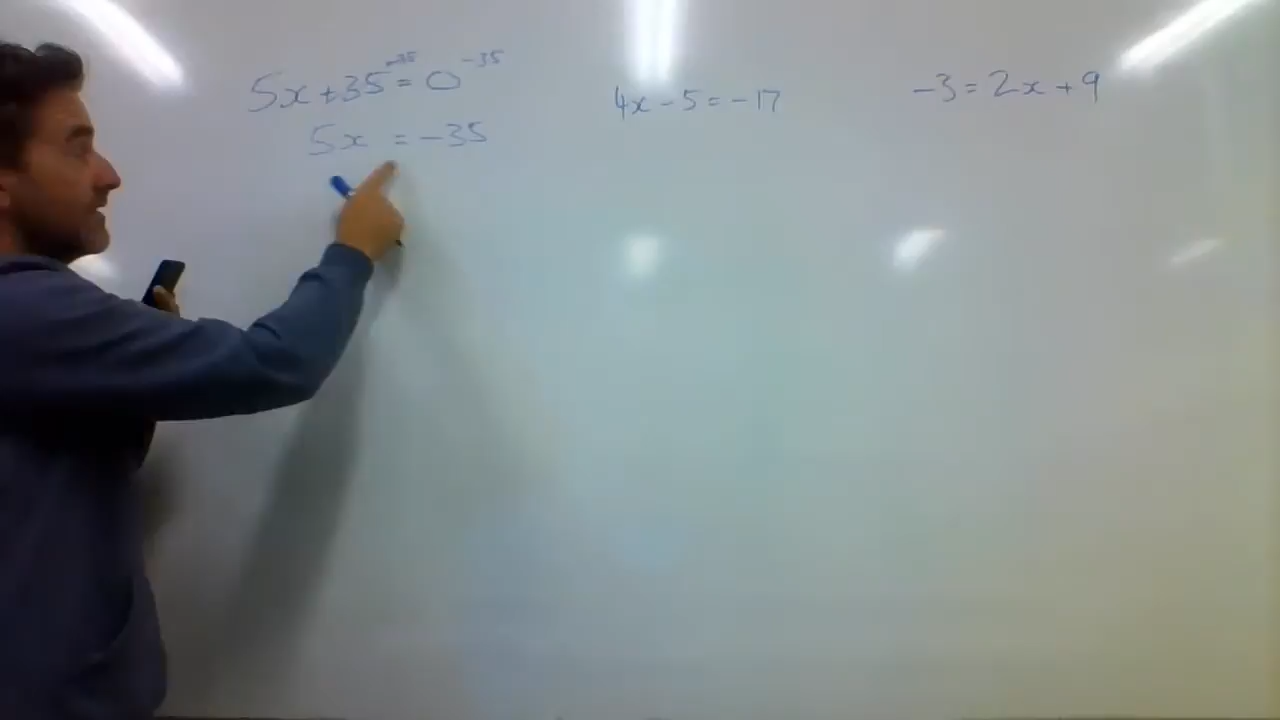 5x + 35 -35 = 0 -35
5x = -35
4x - 5 = -17
-3 = 2x + 9